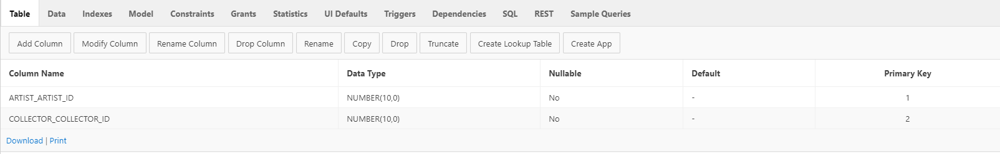 Table Data Indexes Model Constraints Grants Statistics UI Defaults Triggers Dependencies SQL REST Sample Queries
Add Column Modify Column Rename Column Drop Column Rename Copy Drop Truncate Create Lookup Table Create App
Column Name Data Type Nullable Default Primary Key
ARTIST_ARTIST_ID NUMBER(10,0) No - 1
COLLECTOR_COLLECTOR_ID NUMBER(10,0) No - 2
Download | Print